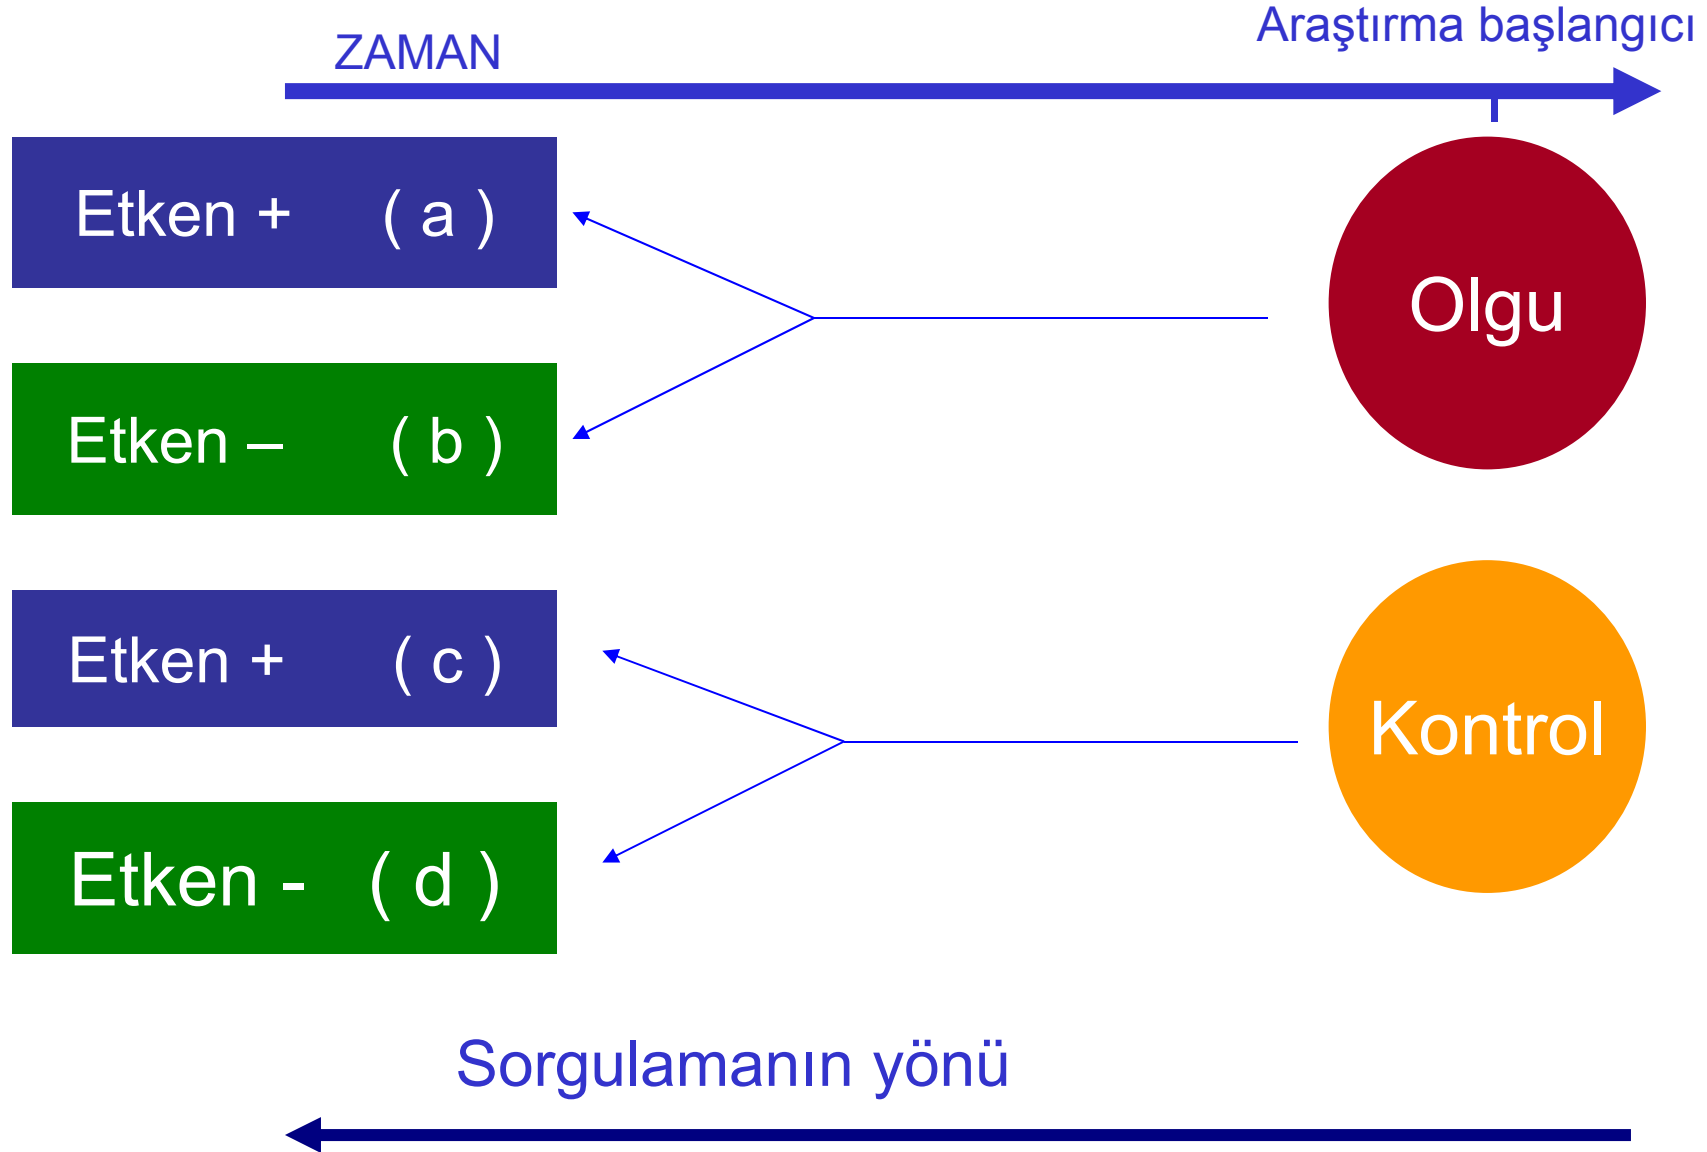 Araştırma başlangıcı
ZAMAN
Etken + ( a )
Olgu
Etken – ( b )
Etken + ( c )
Kontrol
Etken - ( d )
Sorgulamanın yönü